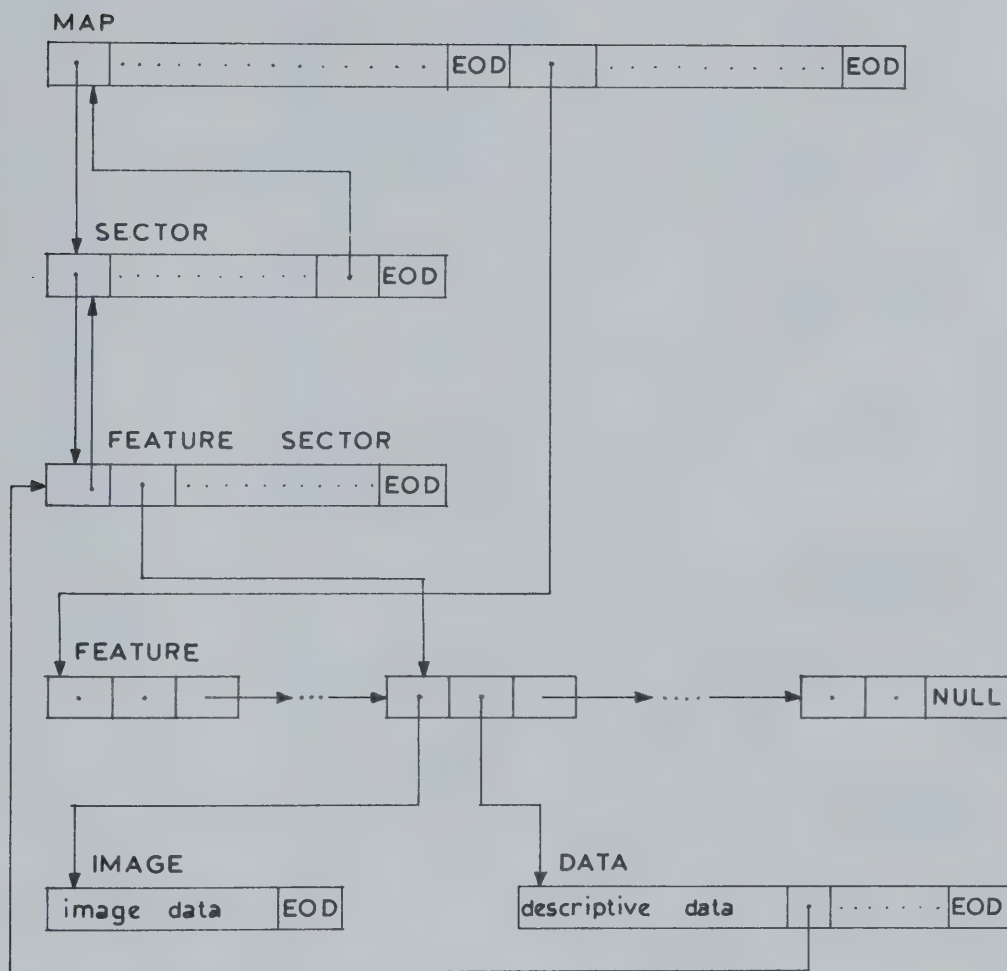 MAP
EOD EOD
SECTOR
EOD
FEATURE SECTOR
EOD
FEATURE
NULL
IMAGE
DATA
image data EOD
descriptive data EOD